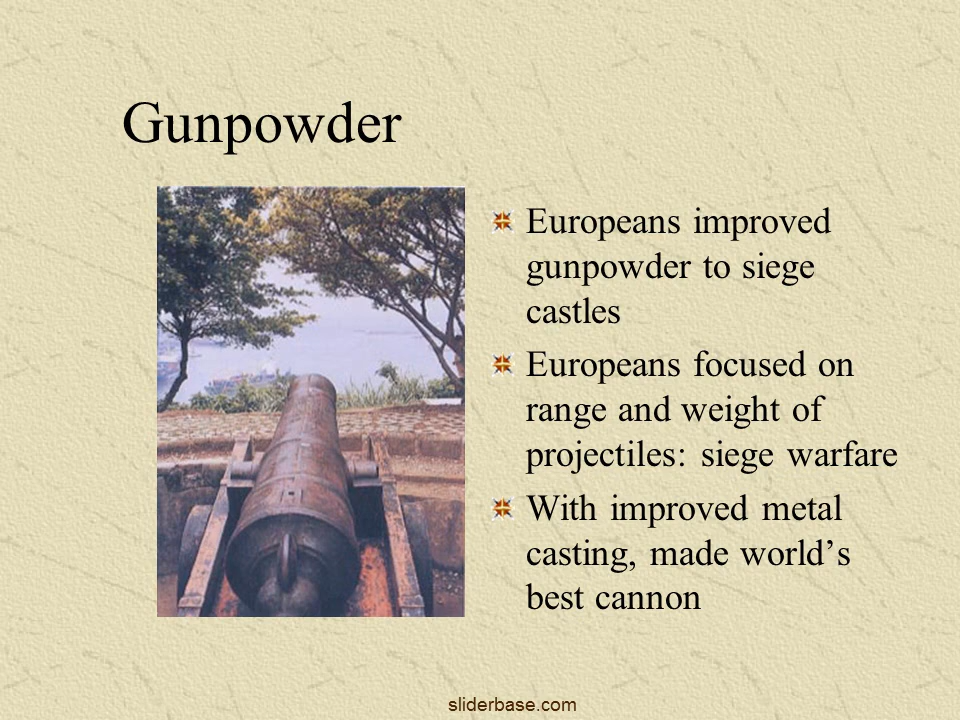 Gunpowder
Europeans improved
gunpowder to siege
castles
Europeans focused on
range and weight of
projectiles: siege warfare
With improved metal
casting, made world’s
best cannon
sliderbase.com